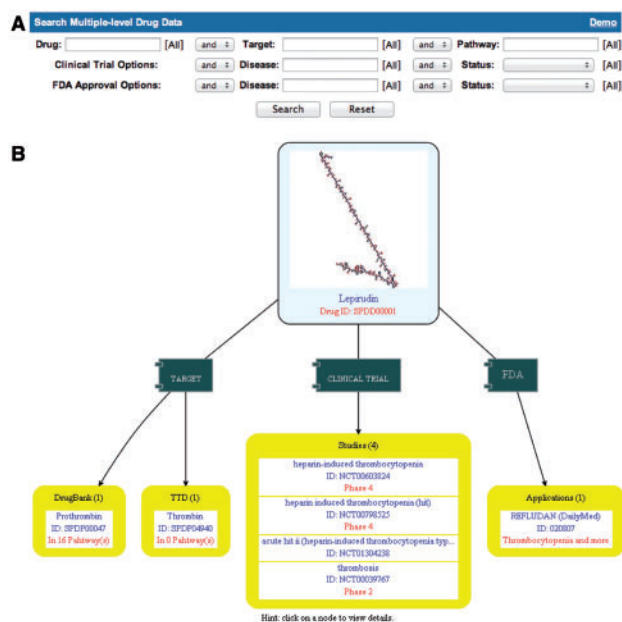 A
Search Multiple-level Drug Data Demo
Drug: [All] and Target: [All] and Pathway: [All]
Clinical Trial Options: and Disease: [All] and Status: [All]
FDA Approval Options: and Disease: [All] and Status: [All]
Search Reset
B
Lepirudin
Drug ID: SPDD00001
TARGET CLINICAL TRIAL FDA
Studies (4)
heparin-induced thrombocytopenia
ID: NCT00603824
Phase 4
heparin induced thrombocytopenia (hit)
ID: NCT00798525
Phase 4
acute hit ii (heparin-induced thrombocytopenia typ...
ID: NCT01304238
thrombosis
ID: NCT00039767
Phase 2
DrugBank (1)
Prothrombin
ID: SPDP00047
In 16 Pahtway(s)
TTD (1)
Thrombin
ID: SPDP04940
In 0 Pathway(s)
Applications (1)
REFLUDAN (DailyMed)
ID: 020807
Thrombocytopenia and more
Hint: click on a node to view details.